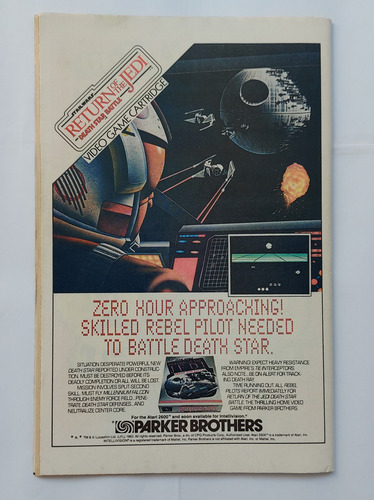 STAR WARS
RETURN OF THE JEDI
DEATH STAR BATTLE
VIDEO GAME CARTRIDGE
ZERO HOUR APPROACHING!
SKILLED REBEL PILOT NEEDED
TO BATTLE DEATH STAR.
SITUATION DESPERATE: POWERFUL NEW
DEATH STAR REPORTED UNDER CONSTRUC-
TION. MUST BE DESTROYED BEFORE ITS
DEADLY COMPLETION OR ALL WILL BE LOST.
MISSION INVOLVES SPLIT-SECOND
SKILL. MUST FLY MILLENNIUM FALCON
THROUGH ENERGY FORCE FIELD...PENE-
TRATE DEATH STAR DEFENSES...AND
NEUTRALIZE CENTER CORE.
WARNING! EXPECT HEAVY RESISTANCE
FROM EMPIRE'S TIE INTERCEPTORS.
ALSO NOTE...BE ON ALERT FOR TRACK-
ING DEATH RAY.
TIME RUNNING OUT. ALL REBEL
PILOTS REPORT IMMEDIATELY FOR
RETURN OF THE JEDI DEATH STAR
BATTLE. THE THRILLING HOME VIDEO
GAME FROM PARKER BROTHERS.
For the Atari 2600™ and soon available for Intellivision.®
PARKER BROTHERS